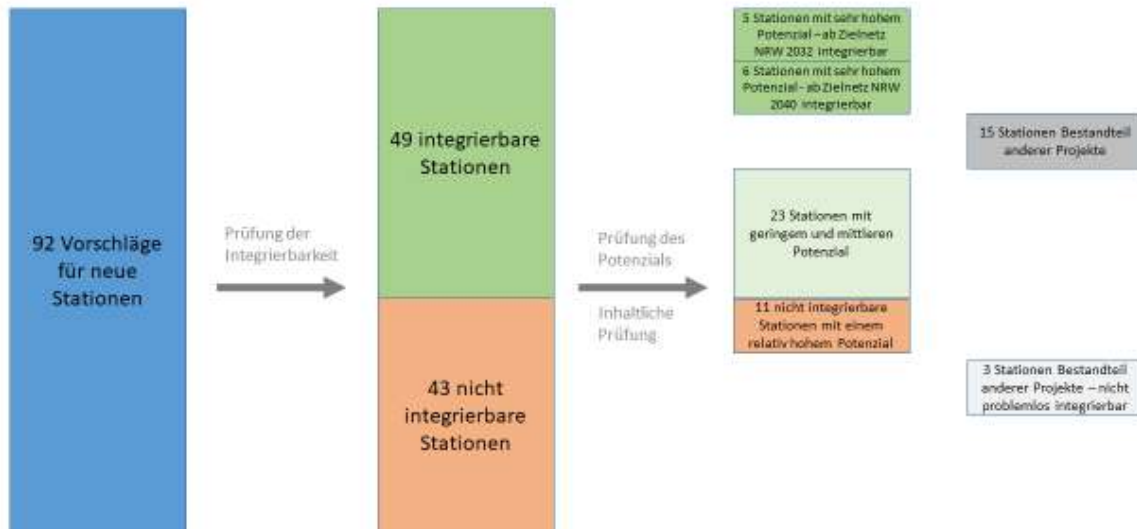 92 Vorschläge
für neue
Stationen
Prüfung der
Integrierbarkeit
49 integrierbare
Stationen
43 nicht
integrierbare
Stationen
Prüfung des
Potenzials
Inhaltliche
Prüfung
5 Stationen mit sehr hohem
Potenzial – ab Zielnetz
NRW 2032 integrierbar
6 Stationen mit sehr hohem
Potenzial - ab Zielnetz NRW
2040 integrierbar
23 Stationen mit
geringem und mittleren
Potenzial
11 nicht integrierbare
Stationen mit einem
relativ hohem Potenzial
15 Stationen Bestandteil
anderer Projekte
3 Stationen Bestandteil
anderer Projekte – nicht
problemlos integrierbar